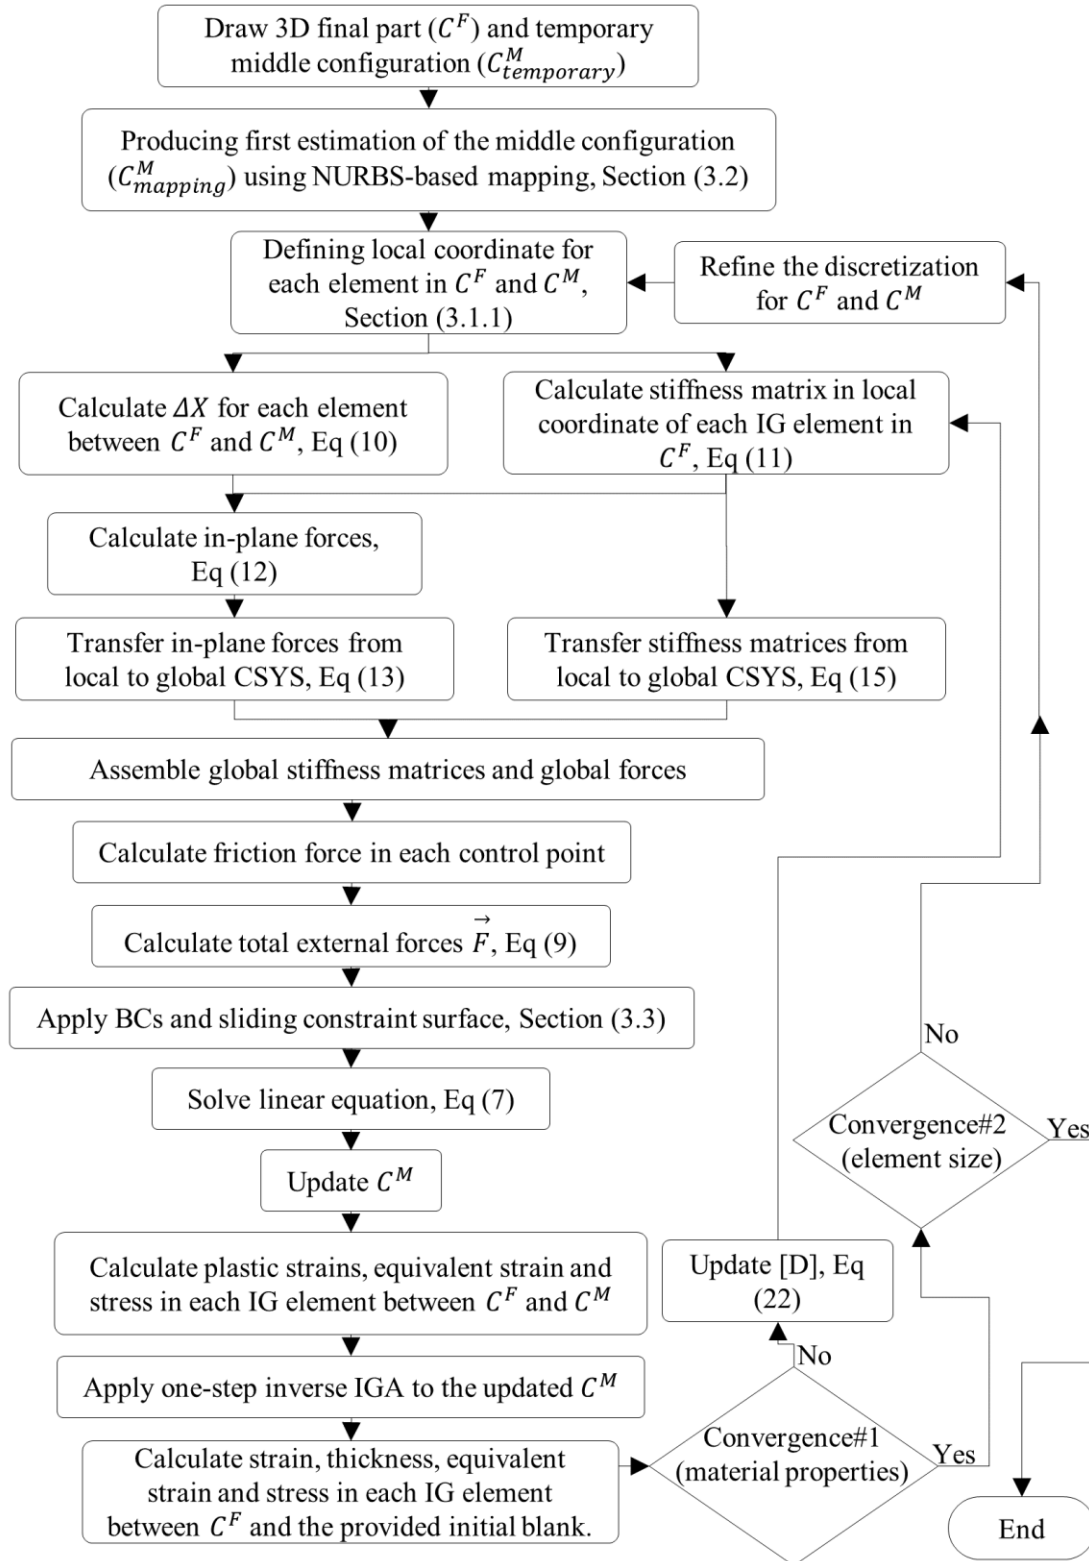 Draw 3D final part (C^F) and temporary
middle configuration (C^M_temporary)
Producing first estimation of the middle configuration
(C^M_mapping) using NURBS-based mapping, Section (3.2)
Defining local coordinate for
each element in C^F and C^M,
Section (3.1.1)
Refine the discretization
for C^F and C^M
Calculate ΔX for each element
between C^F and C^M, Eq (10)
Calculate stiffness matrix in local
coordinate of each IG element in
C^F, Eq (11)
Calculate in-plane forces,
Eq (12)
Transfer in-plane forces from
local to global CSYS, Eq (13)
Transfer stiffness matrices from
local to global CSYS, Eq (15)
Assemble global stiffness matrices and global forces
Calculate friction force in each control point
Calculate total external forces F⃗, Eq (9)
Apply BCs and sliding constraint surface, Section (3.3)
Solve linear equation, Eq (7)
Update C^M
Calculate plastic strains, equivalent strain and
stress in each IG element between C^F and C^M
Apply one-step inverse IGA to the updated C^M
Calculate strain, thickness, equivalent
strain and stress in each IG element
between C^F and the provided initial blank.
Convergence#1
(material properties)
No
Yes
Update [D], Eq
(22)
Convergence#2
(element size)
No
Yes
End